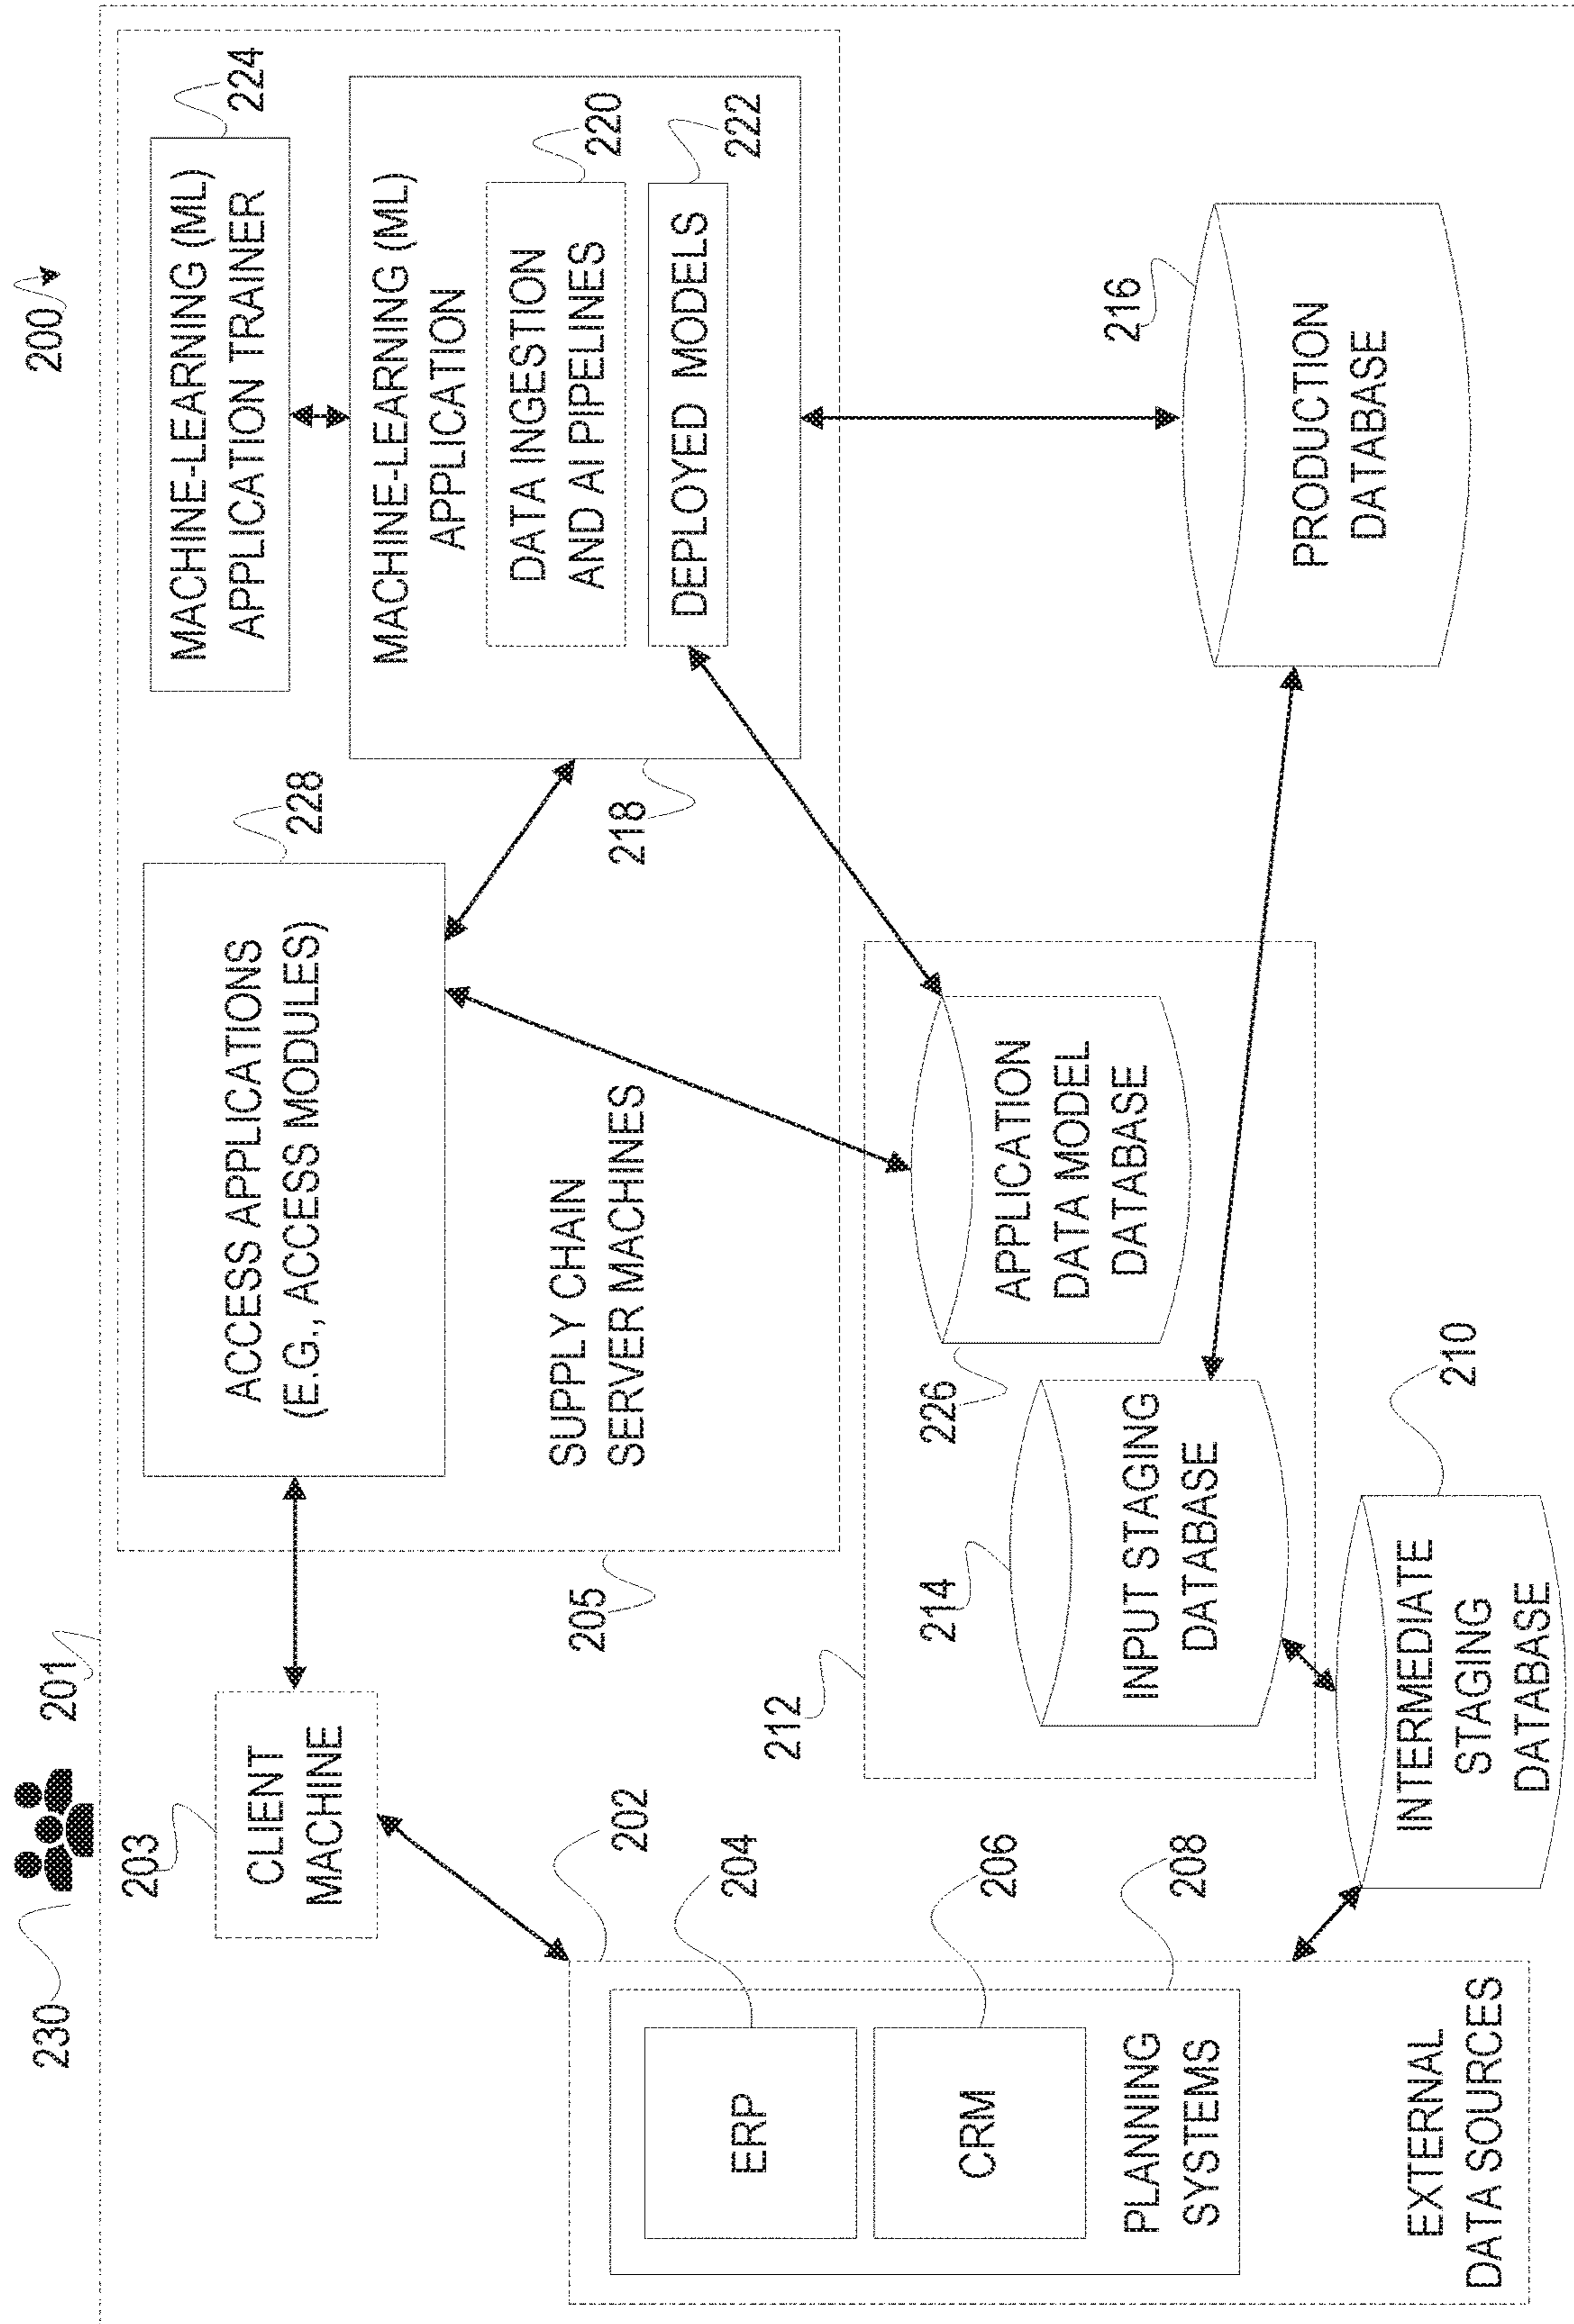 200
230
201
203
CLIENT
MACHINE
205
ACCESS APPLICATIONS
(E.G., ACCESS MODULES)
228
SUPPLY CHAIN
SERVER MACHINES
MACHINE-LEARNING (ML)
APPLICATION TRAINER
224
MACHINE-LEARNING (ML)
APPLICATION
218
DATA INGESTION
AND AI PIPELINES
220
DEPLOYED MODELS
222
202
204
ERP
206
CRM
208
PLANNING
SYSTEMS
EXTERNAL
DATA SOURCES
212
214
INPUT STAGING
DATABASE
226
APPLICATION
DATA MODEL
DATABASE
210
INTERMEDIATE
STAGING
DATABASE
216
PRODUCTION
DATABASE